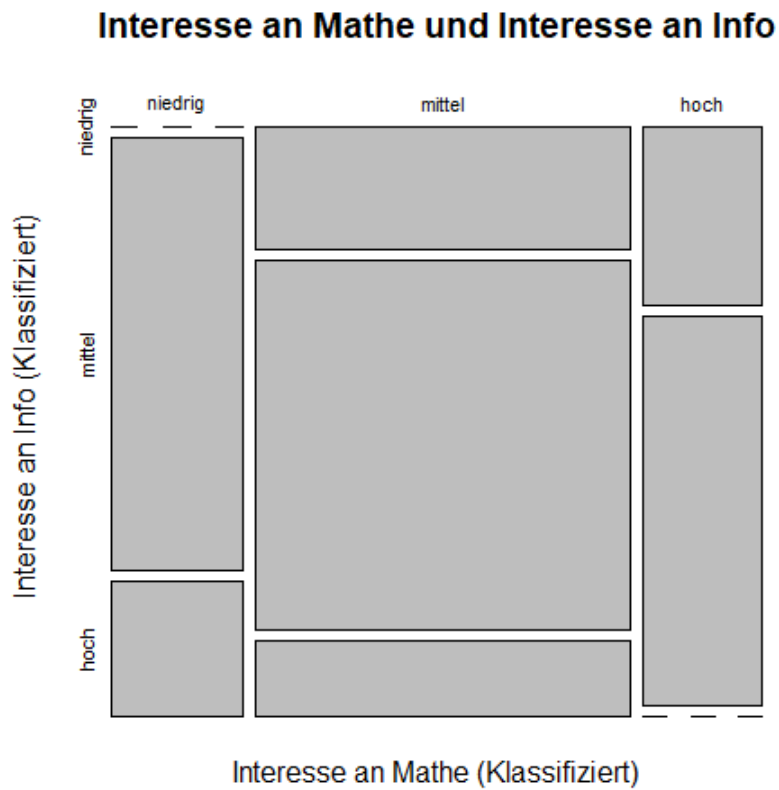 Interesse an Mathe und Interesse an Info
niedrig
mittel
hoch
niedrig
mittel
hoch
Interesse an Info (Klassifiziert)
Interesse an Mathe (Klassifiziert)